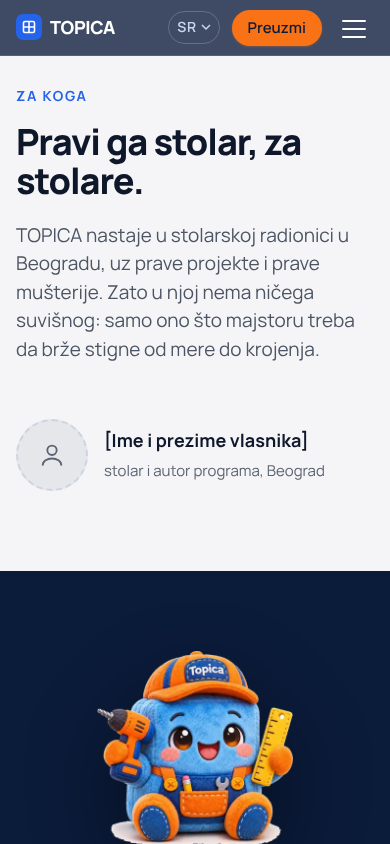 TOPICA
SR
Preuzmi
ZA KOGA
Pravi ga stolar, za
stolare.
TOPICA nastaje u stolarskoj radionici u
Beogradu, uz prave projekte i prave
mušterije. Zato u njoj nema ničega
suvišnog: samo ono što majstoru treba
da brže stigne od mere do krojenja.
[Ime i prezime vlasnika]
stolar i autor programa, Beograd
Topica